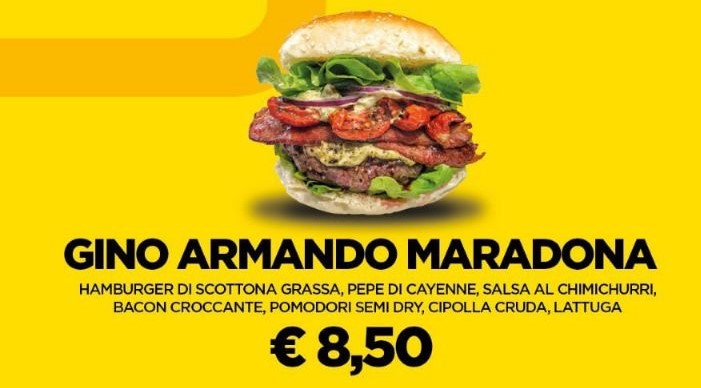 GINO ARMANDO MARADONA
HAMBURGER DI SCOTTONA GRASSA, PEPE DI CAYENNE, SALSA AL CHIMICHURRI,
BACON CROCCANTE, POMODORI SEMI DRY, CIPOLLA CRUDA, LATTUGA
€ 8,50